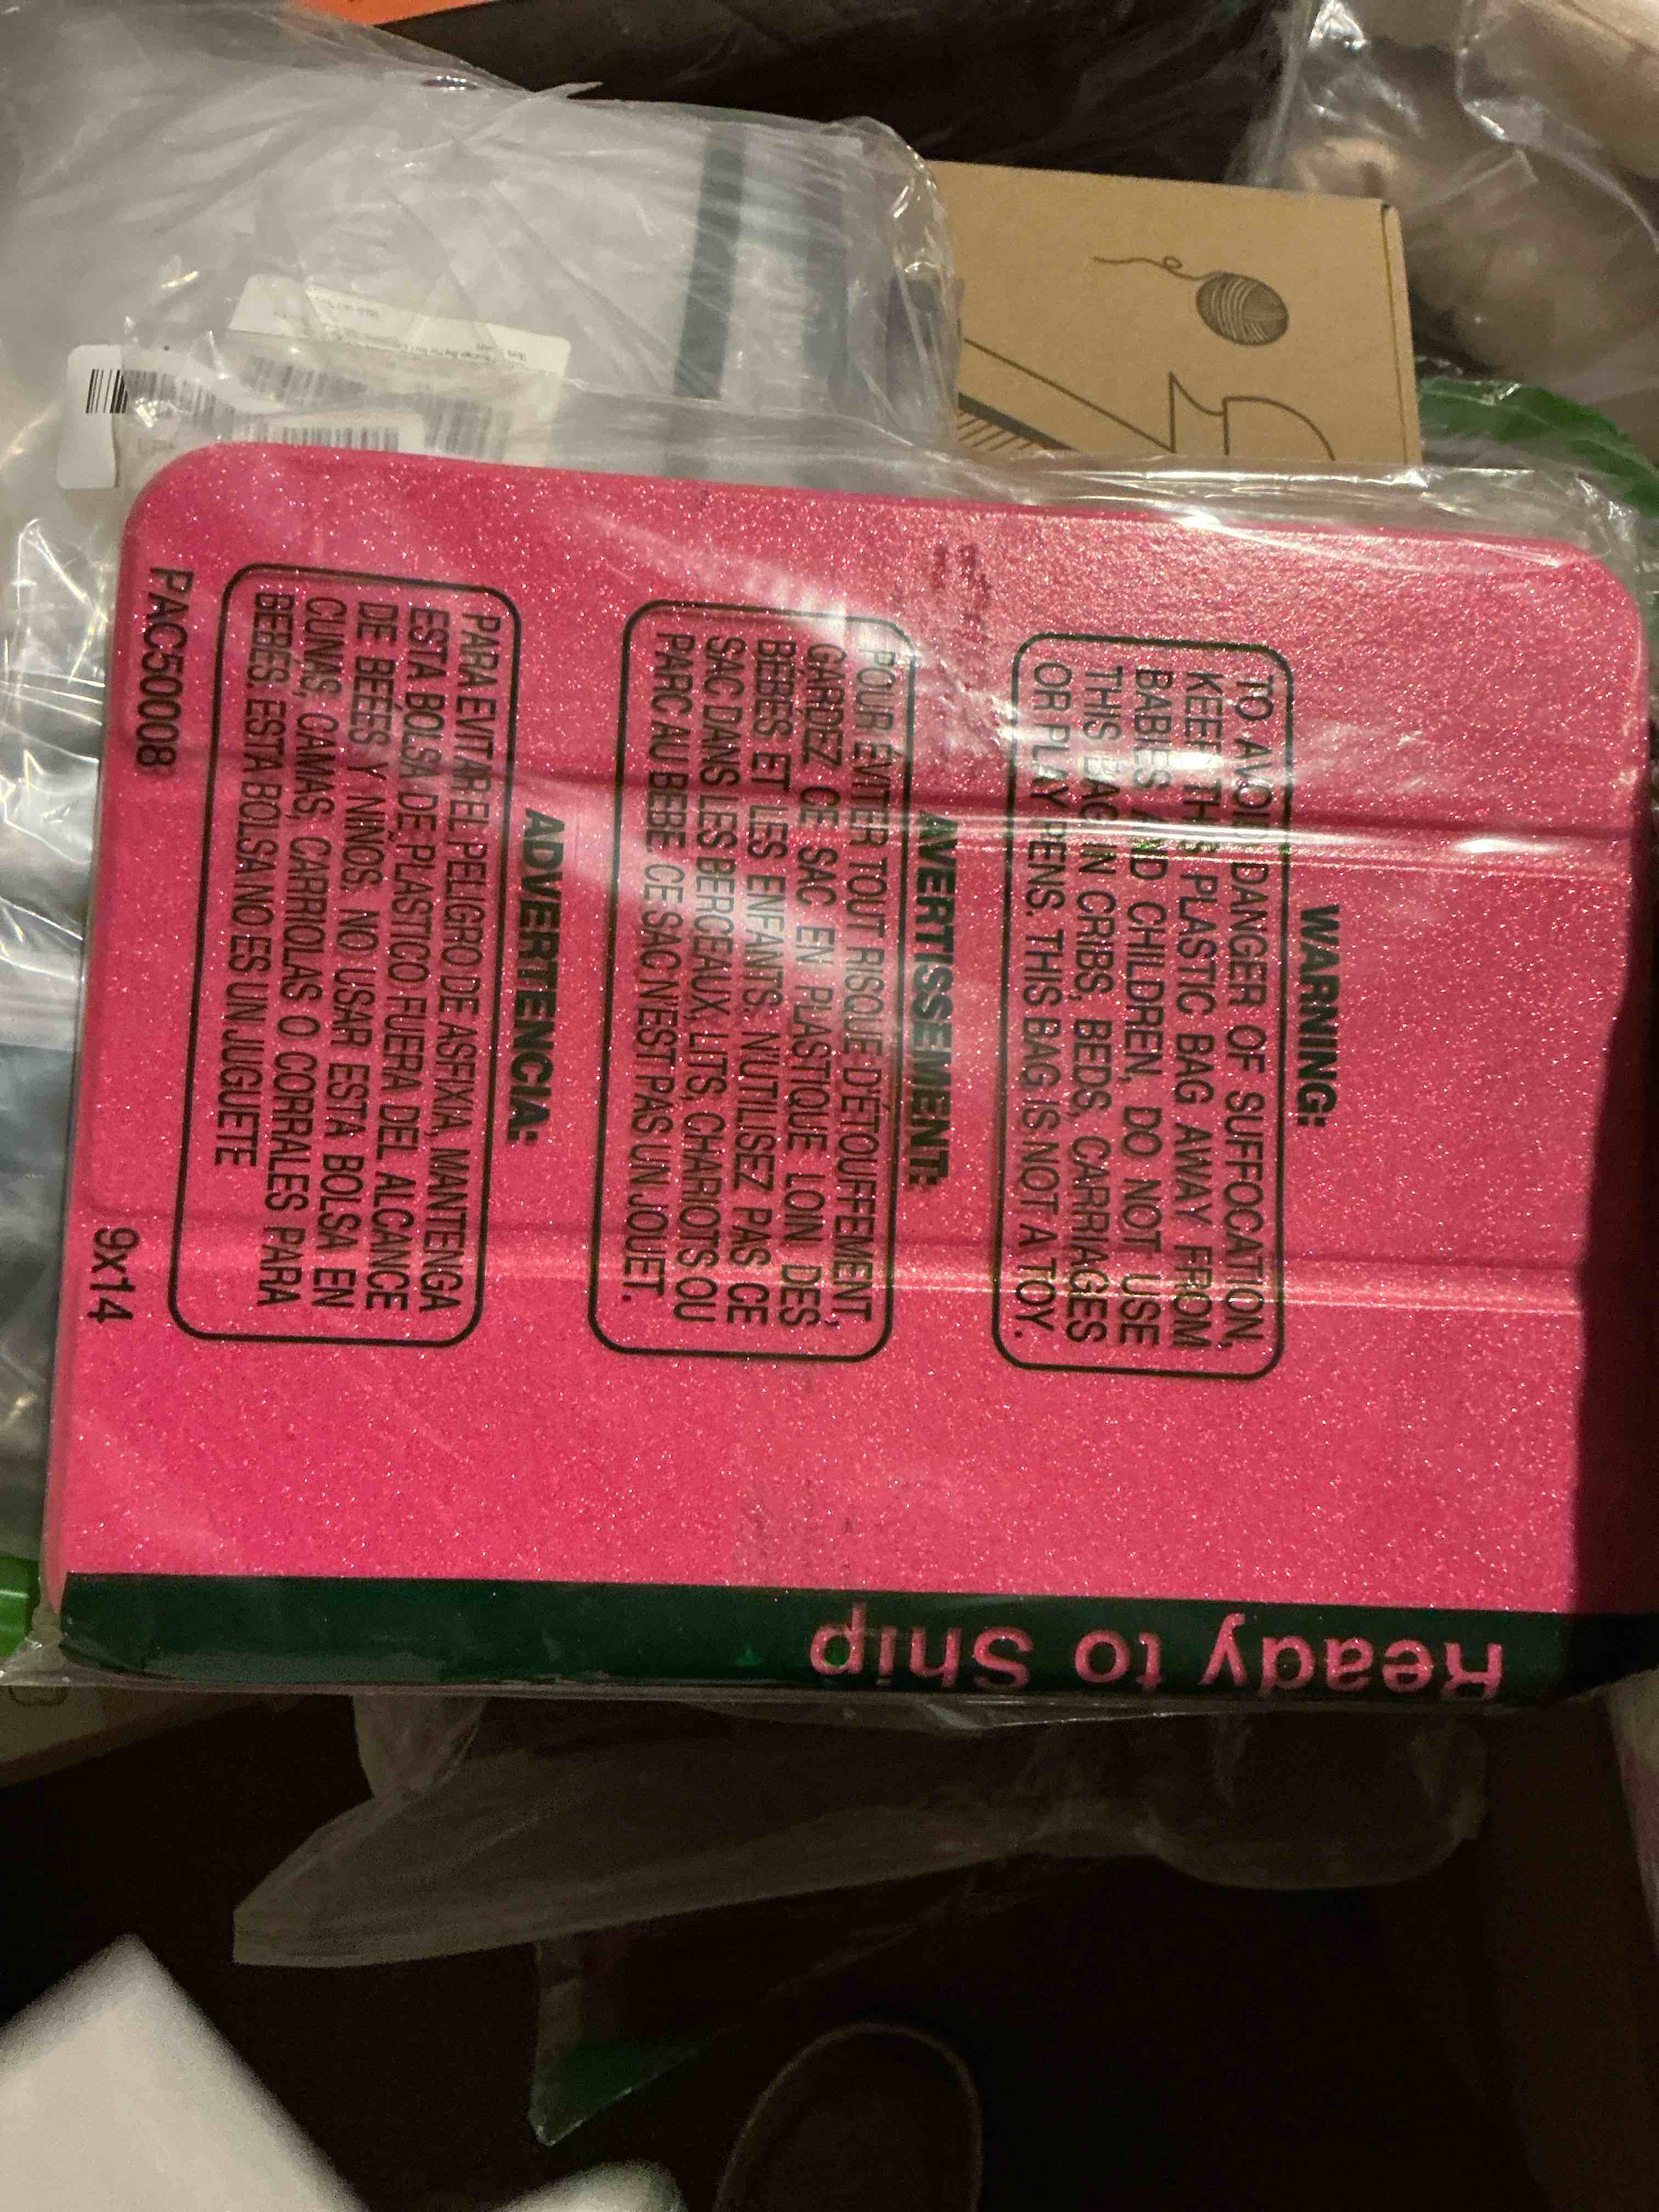 WARNING:
TO AVOID DANGER OF SUFFOCATION,
KEEP THIS PLASTIC BAG AWAY FROM
BABIES AND CHILDREN, DO NOT USE
THIS BAG IN CRIBS, BEDS, CARRIAGES
OR PLAY PENS. THIS BAG IS NOT A TOY.
AVERTISSEMENT:
POUR ÉVITER TOUT RISQUE D'ÉTOUFFEMENT,
GARDEZ CE SAC EN PLASTIQUE LOIN DES
BÉBÉS ET LES ENFANTS. N'UTILISEZ PAS CE
SAC DANS LES BERCEAUX, LITS, CHARIOTS OU
PARC AU BEBE. CE SAC N'EST PAS UN JOUET.
ADVERTENCIA:
PARA EVITAR EL PELIGRO DE ASFIXIA, MANTENGA
ESTA BOLSA DE PLASTICO FUERA DEL ALCANCE
DE BEÉES Y NIÑOS. NO USAR ESTA BOLSA EN
CUNAS, CAMAS, CARRIOLAS O CORRALES PARA
BEBÉS. ESTA BOLSA NO ES UN JUGUETE
PAC50008
9x14
Ready to Ship